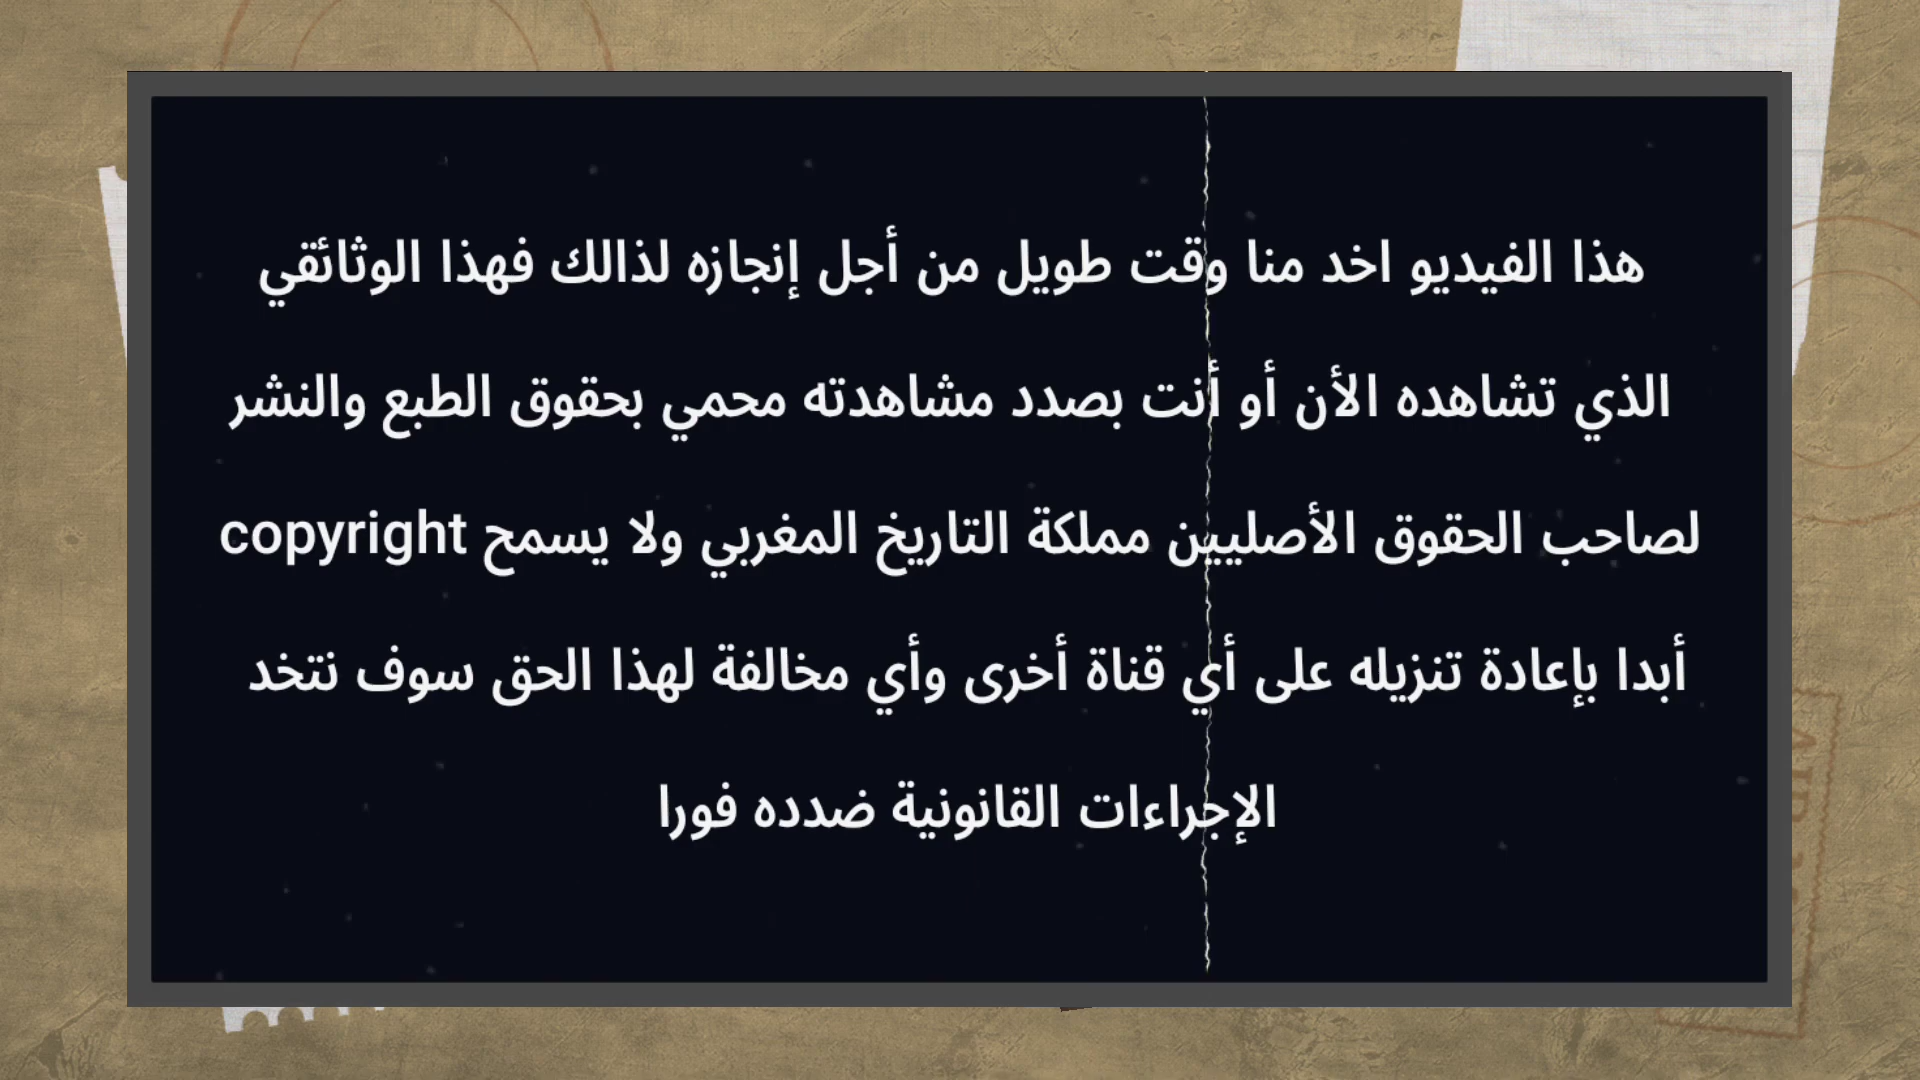 هذا الفيديو اخد منا وقت طويل من أجل إنجازه لذالك فهذا الوثائقي
الذي تشاهده الأن أو أنت بصدد مشاهدته محمي بحقوق الطبع والنشر
لصاحب الحقوق الأصليين مملكة التاريخ المغربي ولا يسمح copyright
أبدا بإعادة تنزيله على أي قناة أخرى وأي مخالفة لهذا الحق سوف نتخد
الإجراءات القانونية ضدده فورا